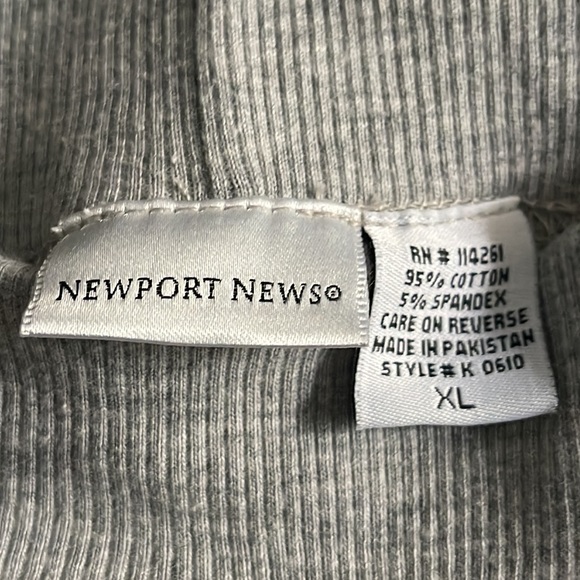 NEWPORT NEWS®
RN # 114261
95% COTTON
5% SPANDEX
CARE ON REVERSE
MADE IN PAKISTAN
STYLE# K 0610
XL